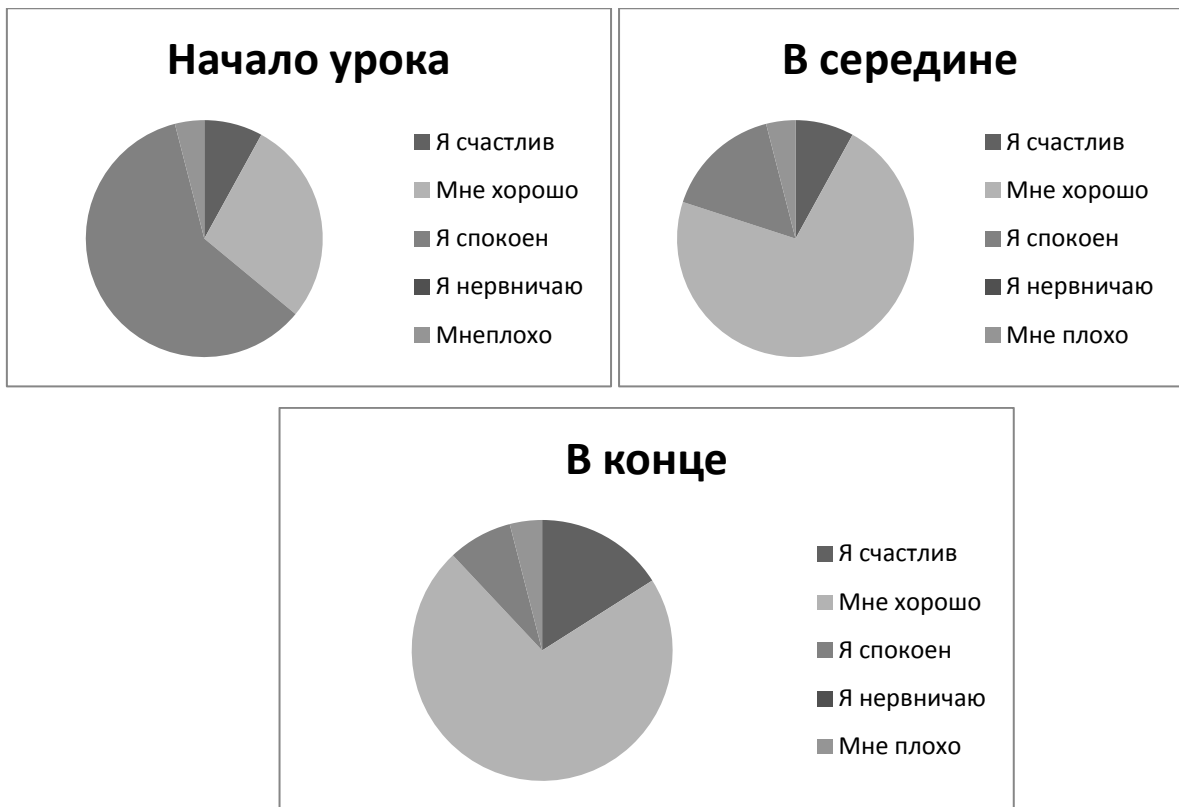 Начало урока
Я счастлив
Мне хорошо
Я спокоен
Я нервничаю
Мнеплохо
В середине
Я счастлив
Мне хорошо
Я спокоен
Я нервничаю
Мне плохо
В конце
Я счастлив
Мне хорошо
Я спокоен
Я нервничаю
Мне плохо